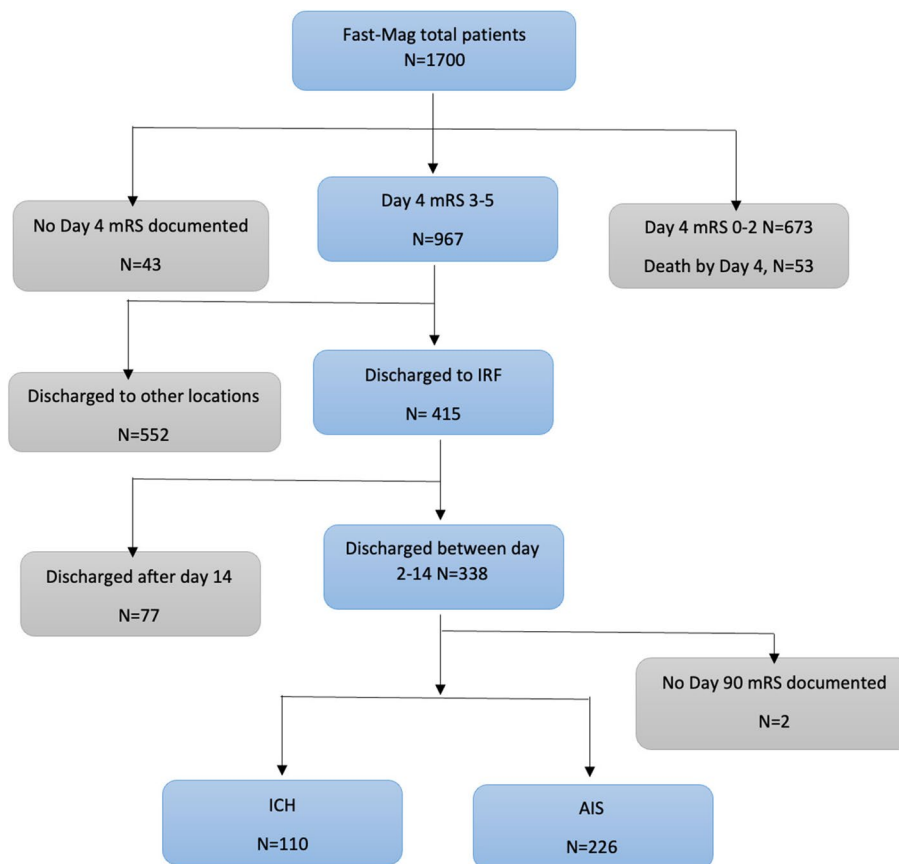 Fast-Mag total patients
N=1700
No Day 4 mRS documented
N=43
Day 4 mRS 3-5
N=967
Day 4 mRS 0-2 N=673
Death by Day 4, N=53
Discharged to other locations
N=552
Discharged to IRF
N= 415
Discharged after day 14
N=77
Discharged between day
2-14 N=338
No Day 90 mRS documented
N=2
ICH
N=110
AIS
N=226